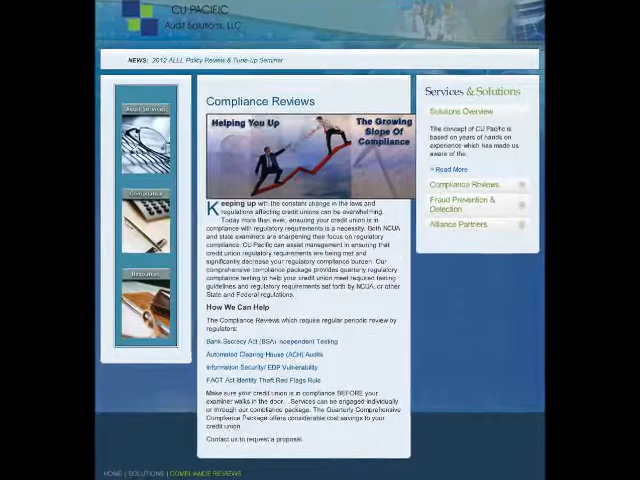 CU PACIFIC
Audit Solutions, LLC
NEWS: 2012 ALLL Policy Review & Tune-up Seminar
Audit Services
Compliance
Resources
Compliance Reviews
Helping You Up
The Growing
Slope Of
Compliance
Keeping up with the constant change in the laws and
regulations affecting credit unions can be overwhelming.
Today more than ever, ensuring your credit union is in
compliance with regulatory requirements is a necessity. Both NCUA
and state examiners are sharpening their focus on regulatory
compliance. CU Pacific can assist management in ensuring that
credit union regulatory requirements are being met and
significantly decrease your regulatory compliance burden. Our
comprehensive compliance package provides quarterly regulatory
compliance testing to help your credit union meet required testing
guidelines and regulatory requirements set forth by NCUA, or other
State and Federal regulations.
How We Can Help
The Compliance Reviews which require regular periodic review by
regulators:
Bank Secrecy Act (BSA) Independent Testing
Automated Clearing House (ACH) Audits
Information Security/ EDP Vulnerability
FACT Act Identity Theft Red Flags Rule
Make sure your credit union is in compliance BEFORE your
examiner walks in the door. Services can be engaged individually
or through our compliance package. The Quarterly Comprehensive
Compliance Package offers considerable cost savings to your
credit union
Contact us to request a proposal.
Services & Solutions
Solutions Overview
The concept of CU Pacific is
based on years of hands on
experience which has made us
aware of the.
Read More
Compliance Reviews
Fraud Prevention &
Detection
Alliance Partners
HOME | SOLUTIONS | COMPLIANCE REVIEWS